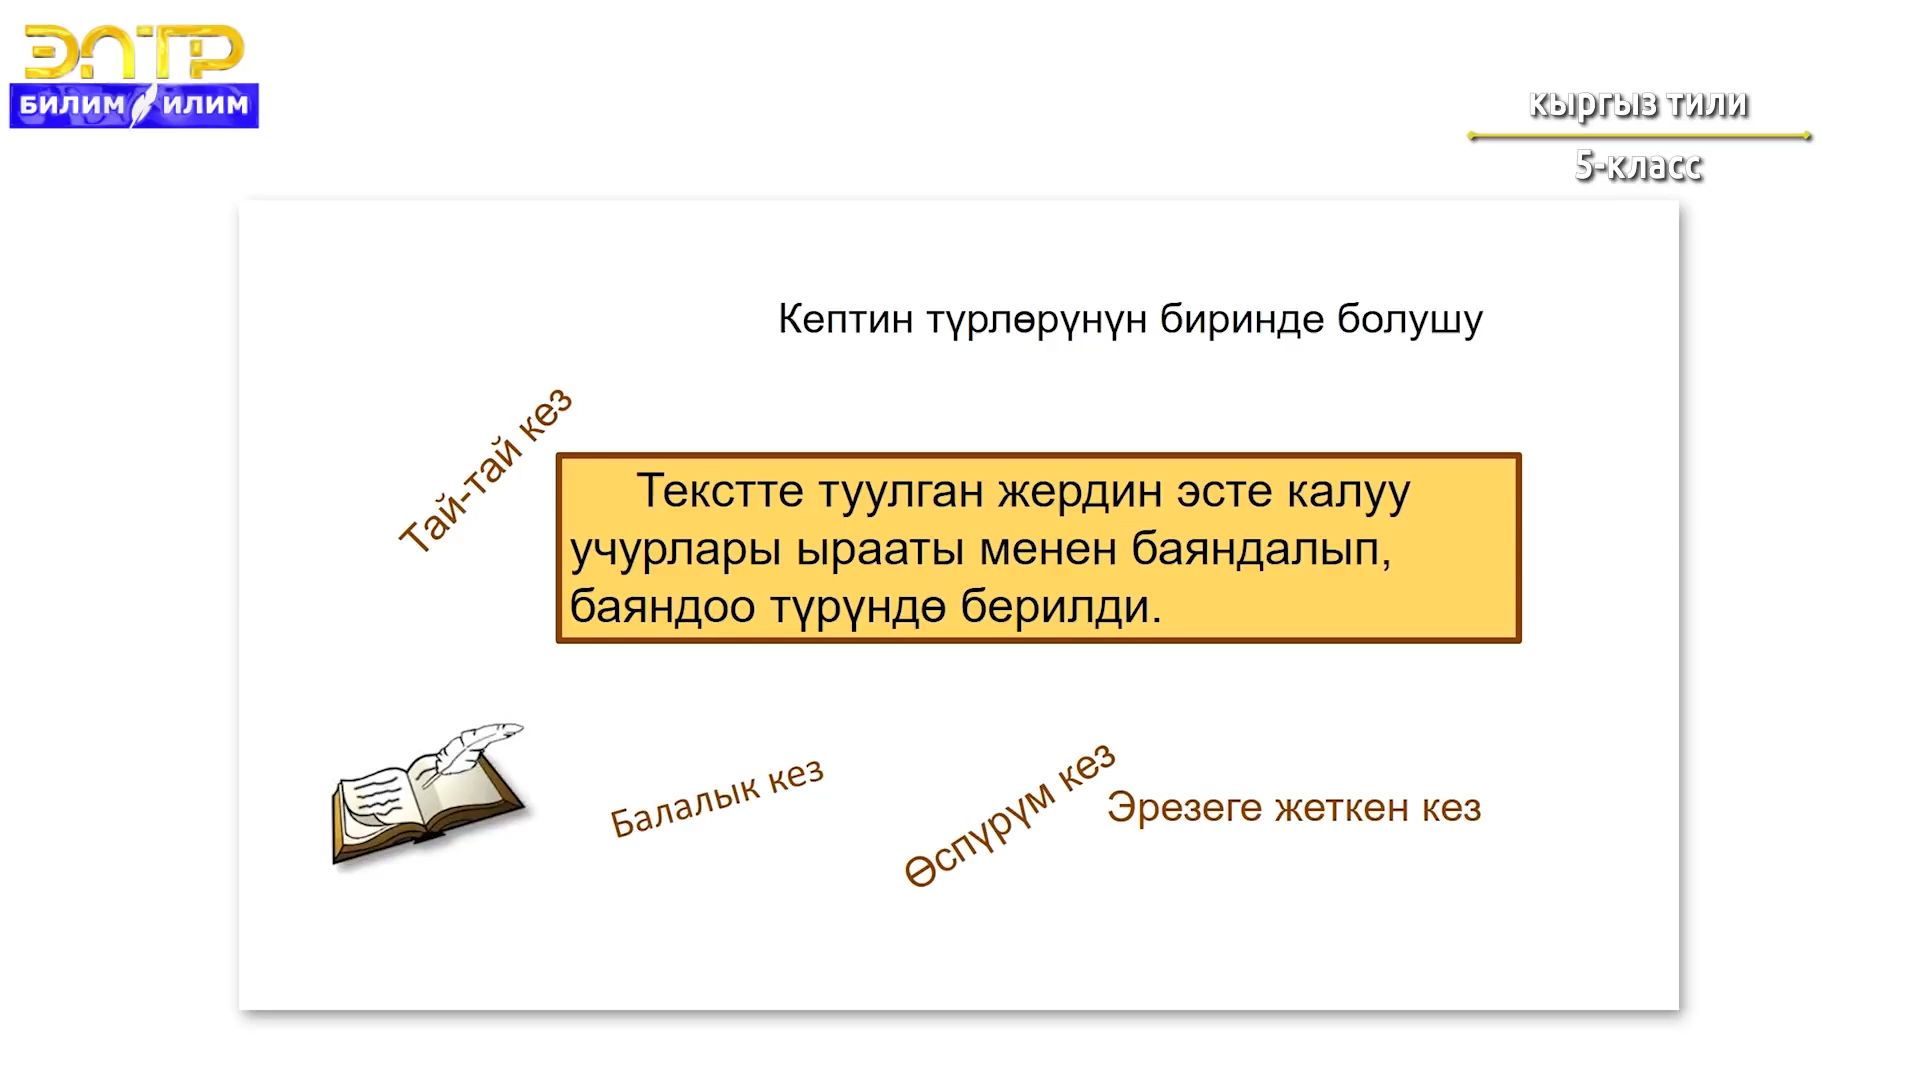 ЭЛТР
БИЛИМ ИЛИМ
кыргыз тили
5-класс
Кептин түрлөрүнүн биринде болушу
Тай-тай кез
Текстте туулган жердин эсте калуу
учурлары ырааты менен баяндалып,
баяндоо түрүндө берилди.
Балалык кез
Өспүрүм кез
Эрезеге жеткен кез